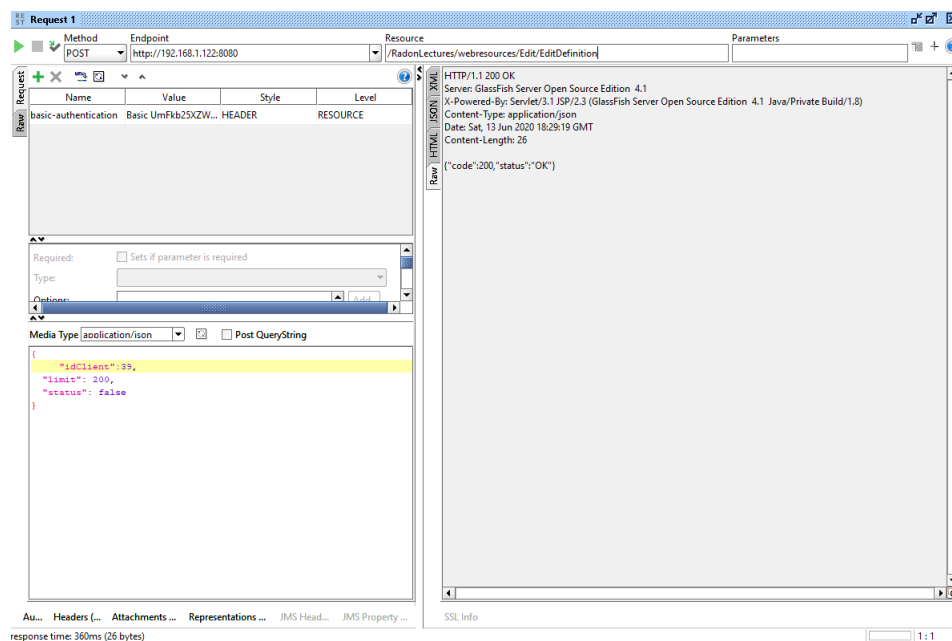 RE
ST
Request 1
Method
Endpoint
Resource
Parameters
POST
http://192.168.1.122:8080
/RadonLectures/webresources/Edit/EditDefinition
+
Request
Raw
Name Value Style Level
basic-authentication Basic UmFkb25XZW... HEADER RESOURCE
Required: Sets if parameter is required
Type:
Options: Add
Media Type application/json Post QueryString
{
"idClient":39,
"limit": 200,
"status": false
}
Au... Headers (... Attachments ... Representations ... JMS Head... JMS Property ...
response time: 360ms (26 bytes)
XML
JSON
HTML
Raw
HTTP/1.1 200 OK
Server: GlassFish Server Open Source Edition 4.1
X-Powered-By: Servlet/3.1 JSP/2.3 (GlassFish Server Open Source Edition 4.1 Java/Private Build/1.8)
Content-Type: application/json
Date: Sat, 13 Jun 2020 18:29:19 GMT
Content-Length: 26
{"code":200,"status":"OK"}
SSL Info
1 : 1